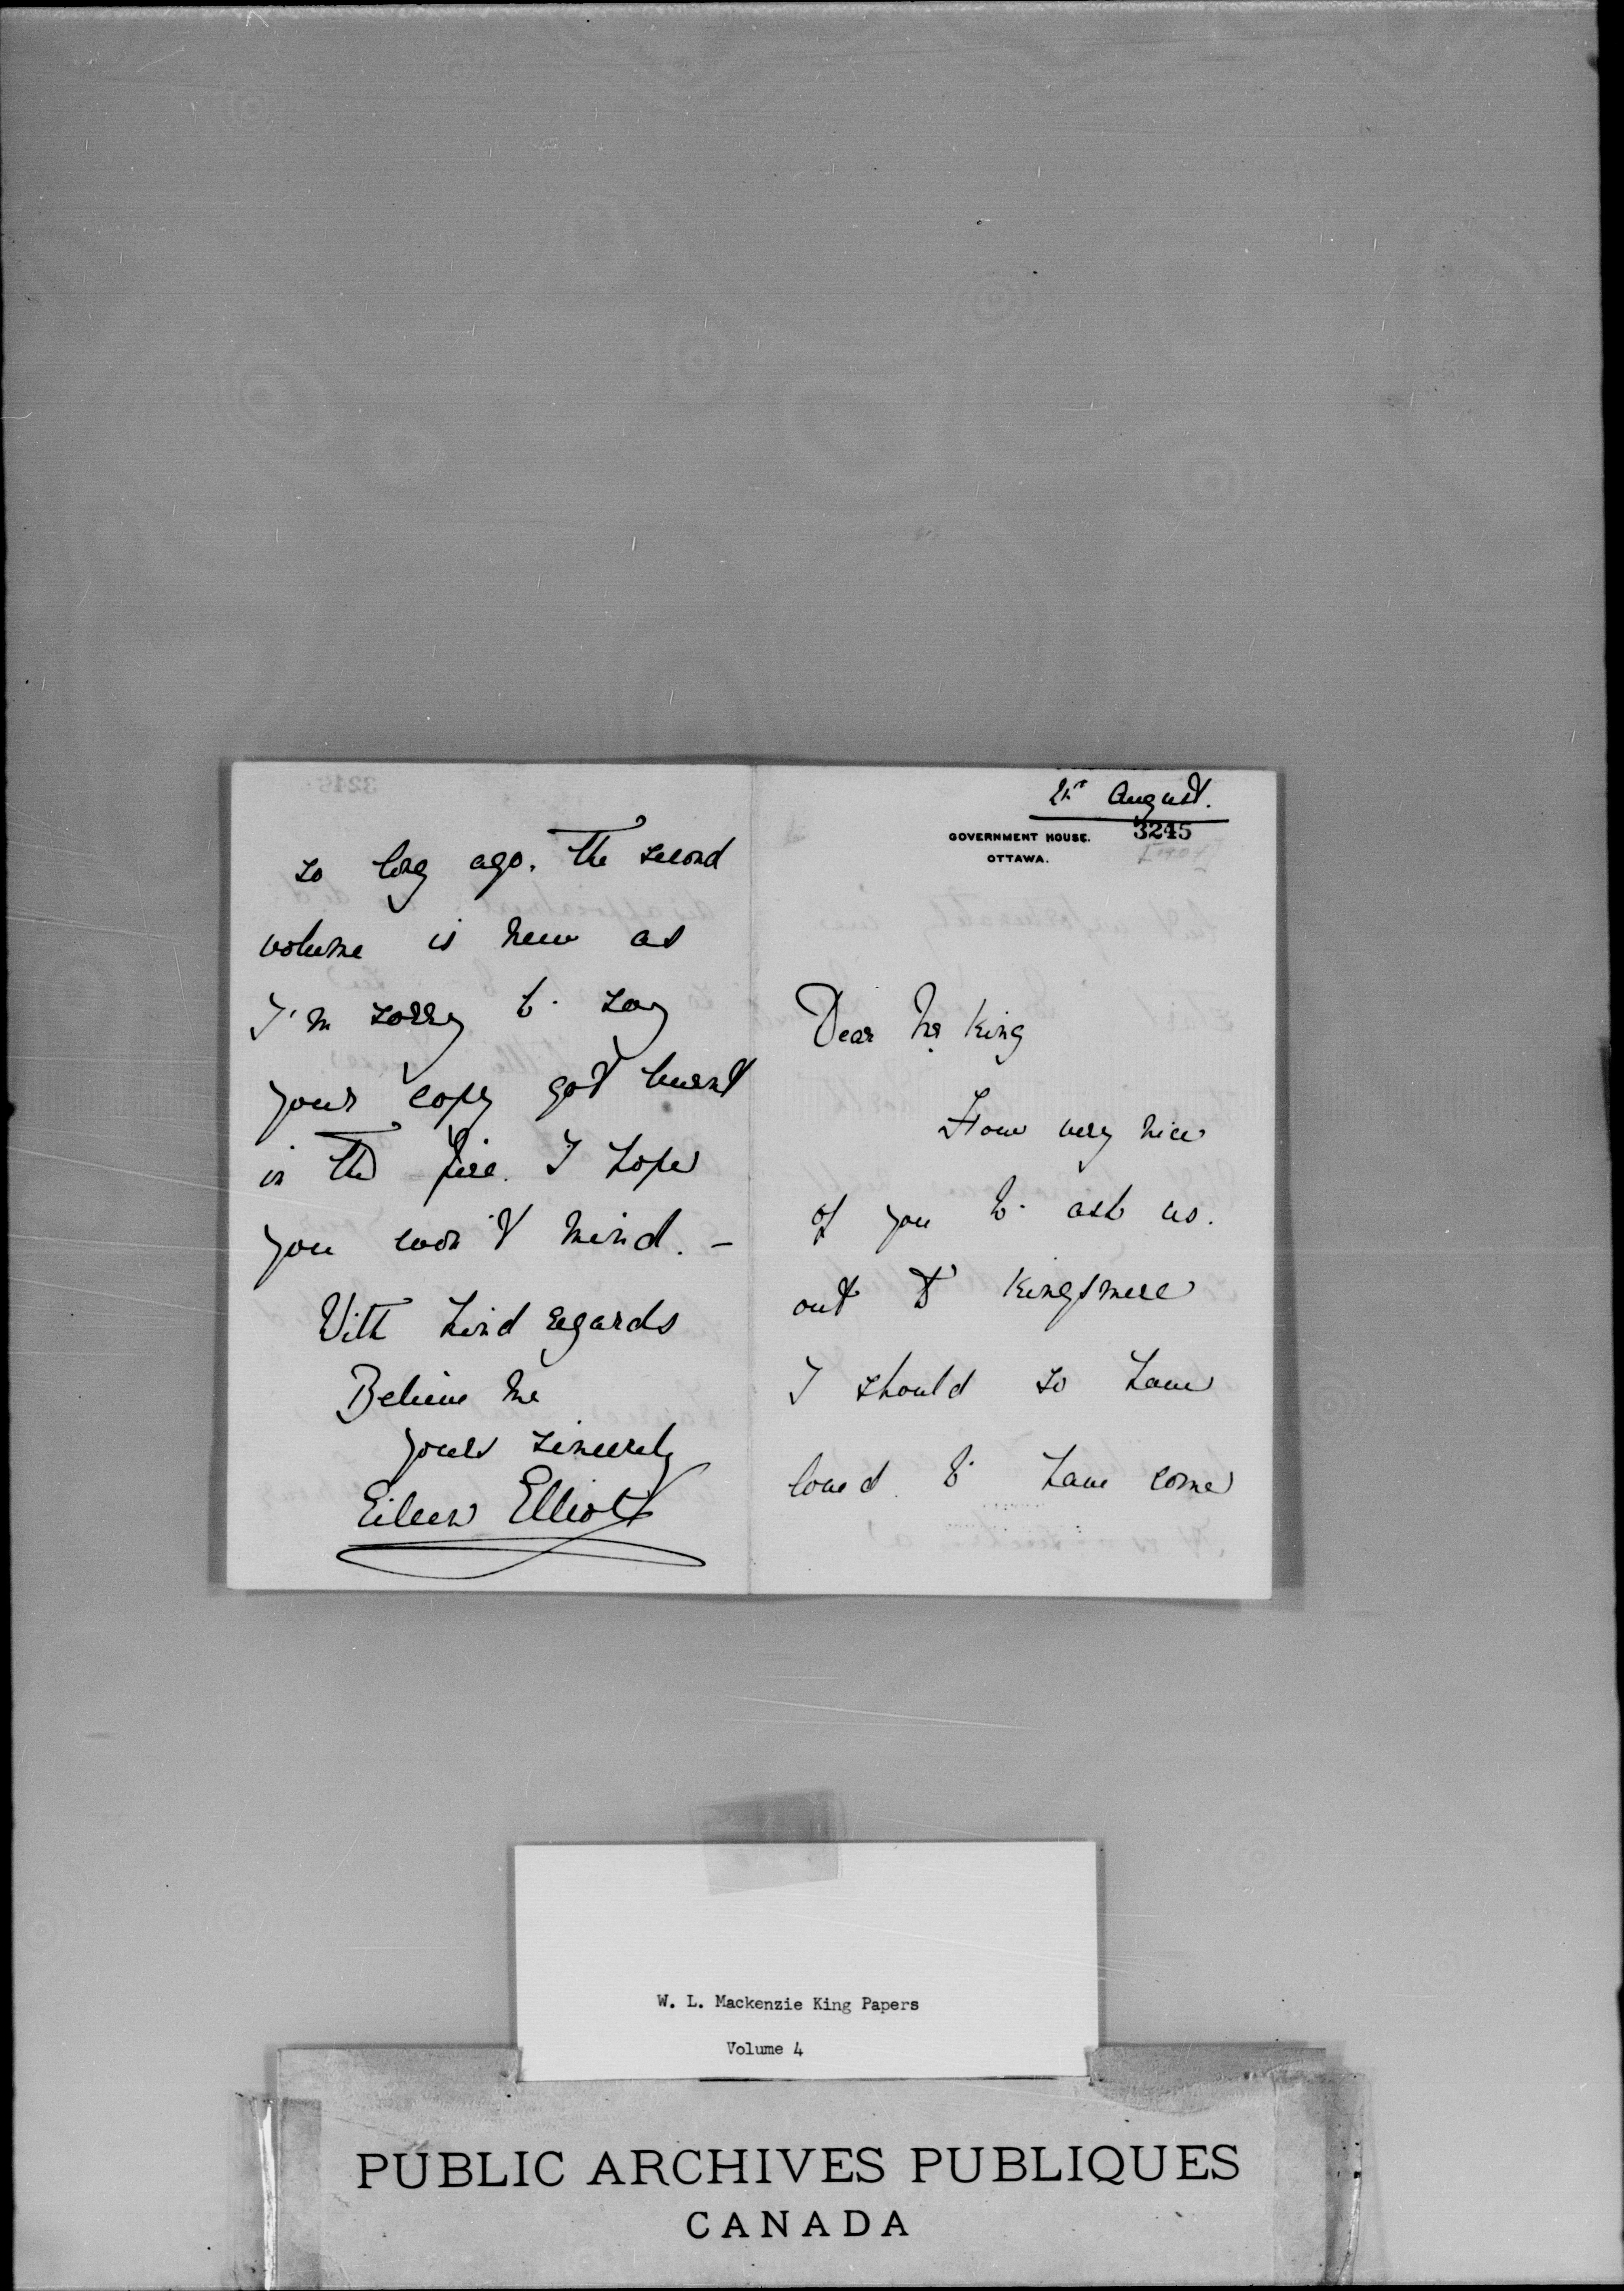 so long ago. The second
volume is new as
I'm sorry to say
your copy got burnt
in the fire. I hope
you won't mind. —
With kind regards
Believe me
yours sincerely
Eileen Elliot
August.
3245
GOVERNMENT HOUSE.
OTTAWA.
Dear Mr King
How very nice
of you to ask us.
out to Kingsmere
I should so have
loved to have come
W. L. Mackenzie King Papers
Volume 4
PUBLIC ARCHIVES PUBLIQUES
CANADA